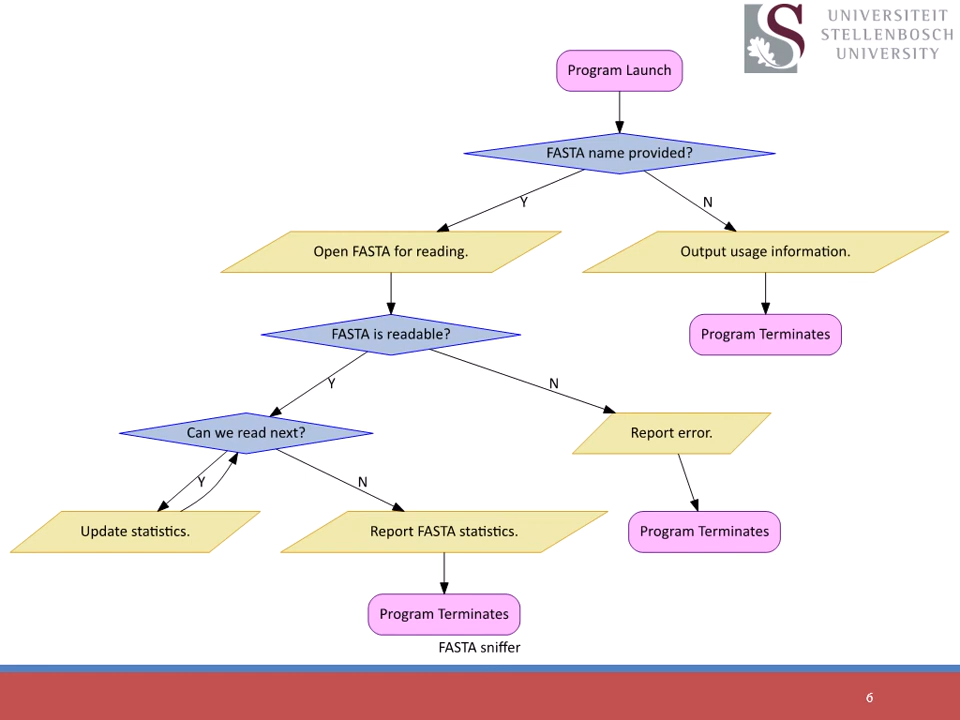 UNIVERSITEIT
STELLENBOSCH
UNIVERSITY
Program Launch
FASTA name provided?
Y
N
Open FASTA for reading.
Output usage information.
FASTA is readable?
Program Terminates
Y
N
Can we read next?
Report error.
Y
N
Update statistics.
Report FASTA statistics.
Program Terminates
Program Terminates
FASTA sniffer
6